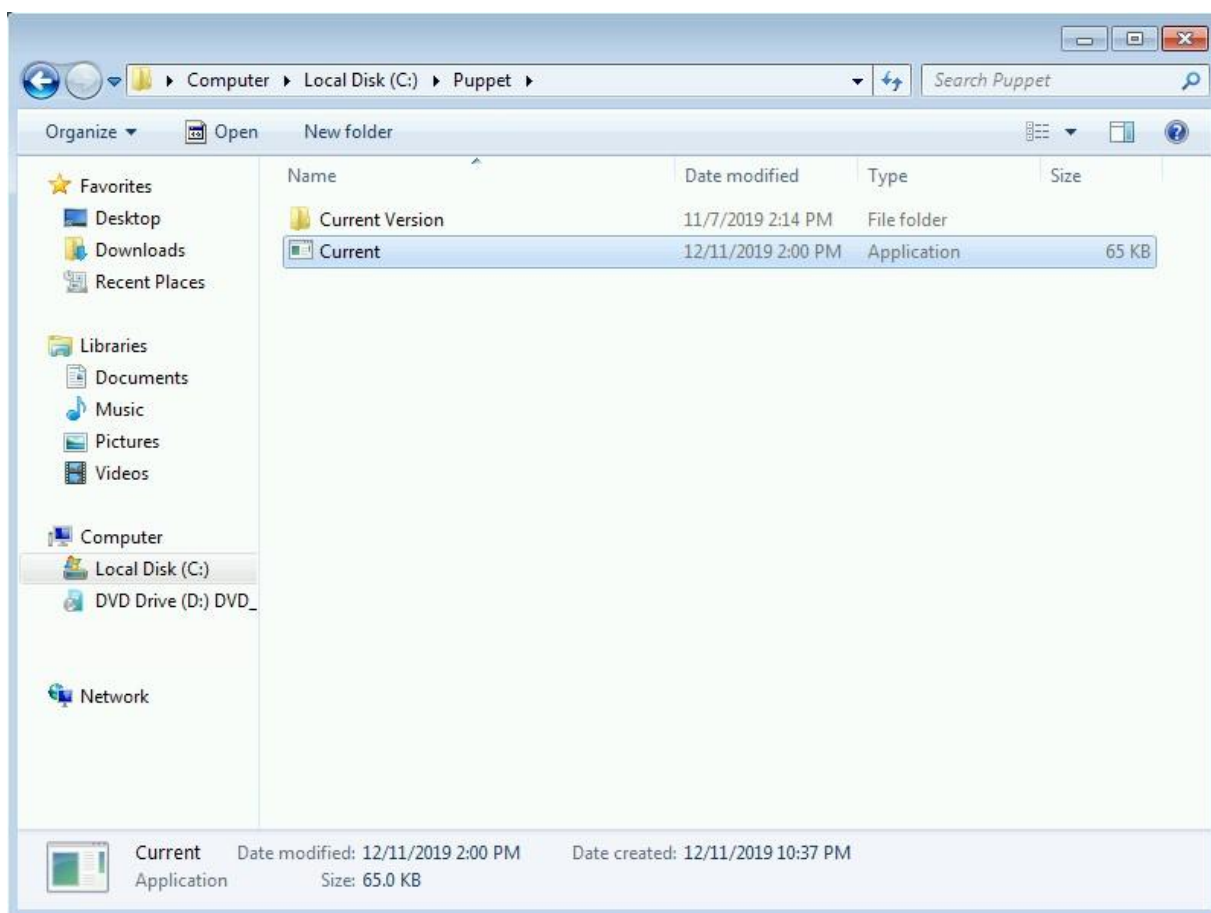 Computer Local Disk (C:) Puppet Search Puppet
Organize Open New folder
Name Date modified Type Size
Current Version 11/7/2019 2:14 PM File folder
Current 12/11/2019 2:00 PM Application 65 KB
Favorites
Desktop
Downloads
Recent Places
Libraries
Documents
Music
Pictures
Videos
Computer
Local Disk (C:)
DVD Drive (D:) DVD_
Network
Current Date modified: 12/11/2019 2:00 PM Date created: 12/11/2019 10:37 PM
Application Size: 65.0 KB